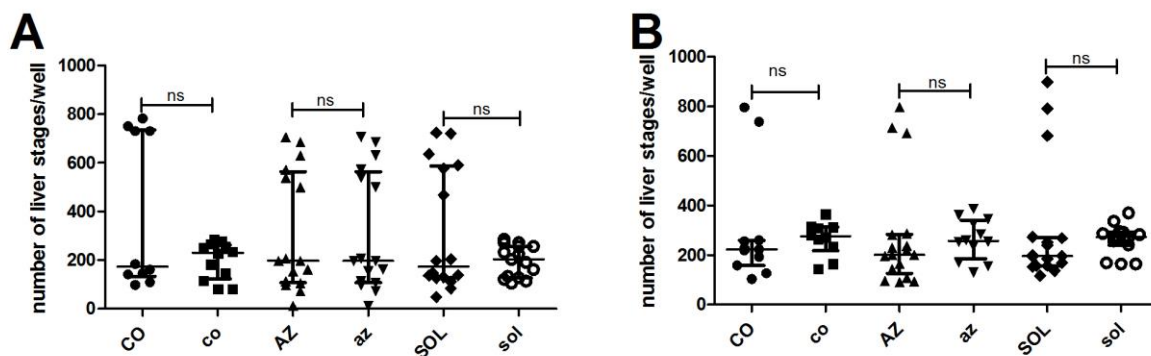 A
number of liver stages/well
1000
800
600
400
200
0
ns
ns
ns
CO
co
AZ
az
SOL
sol
B
number of liver stages/well
1000
800
600
400
200
0
ns
ns
ns
CO
co
AZ
az
SOL
sol